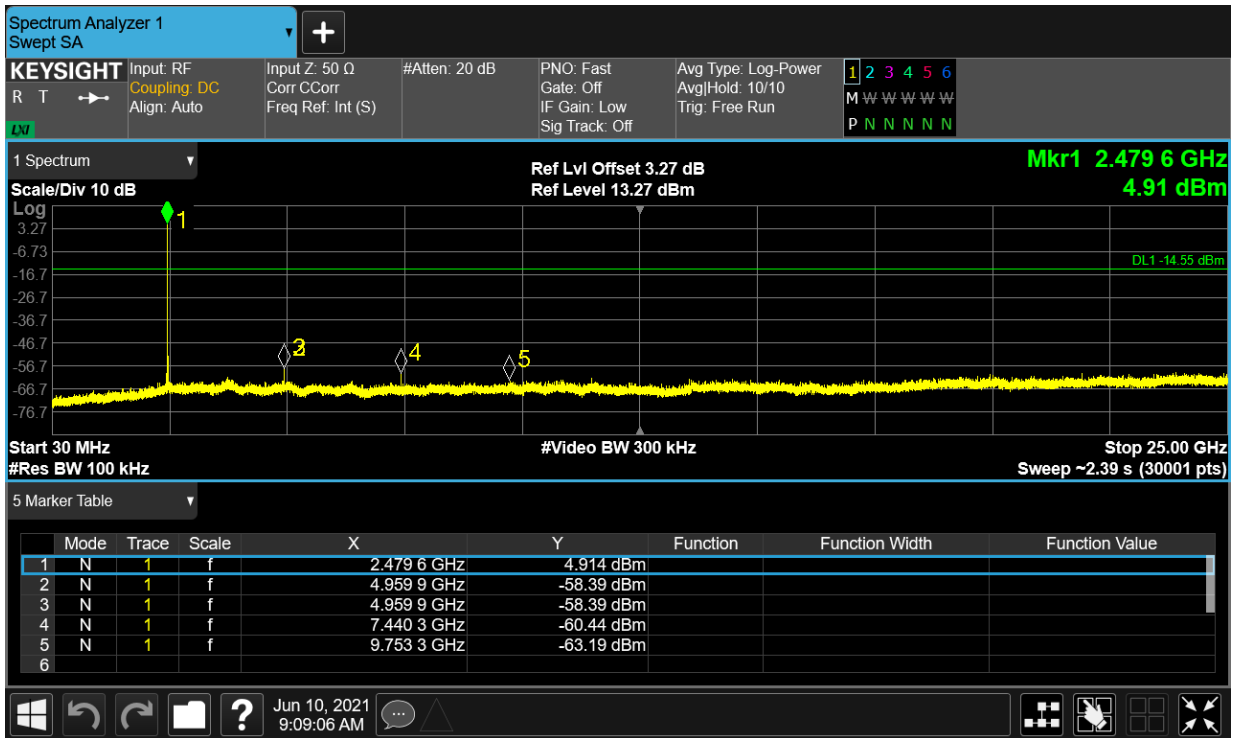 Spectrum Analyzer 1
Swept SA
KEYSIGHT
R T
LXI
Input: RF
Coupling: DC
Align: Auto
Input Z: 50 Ω
Corr CCorr
Freq Ref: Int (S)
#Atten: 20 dB
PNO: Fast
Gate: Off
IF Gain: Low
Sig Track: Off
Avg Type: Log-Power
Avg|Hold: 10/10
Trig: Free Run
1 2 3 4 5 6
M W W W W W
P N N N N N
1 Spectrum
Scale/Div 10 dB
Ref Lvl Offset 3.27 dB
Ref Level 13.27 dBm
Mkr1 2.479 6 GHz
4.91 dBm
Log
3.27
-6.73
-16.7
-26.7
-36.7
-46.7
-56.7
-66.7
-76.7
1
DL1 -14.55 dBm
3
4
5
Start 30 MHz
#Res BW 100 kHz
#Video BW 300 kHz
Stop 25.00 GHz
Sweep ~2.39 s (30001 pts)
5 Marker Table
Mode Trace Scale X Y Function Function Width Function Value
1 N 1 f 2.479 6 GHz 4.914 dBm
2 N 1 f 4.959 9 GHz -58.39 dBm
3 N 1 f 4.959 9 GHz -58.39 dBm
4 N 1 f 7.440 3 GHz -60.44 dBm
5 N 1 f 9.753 3 GHz -63.19 dBm
6
?
Jun 10, 2021
9:09:06 AM